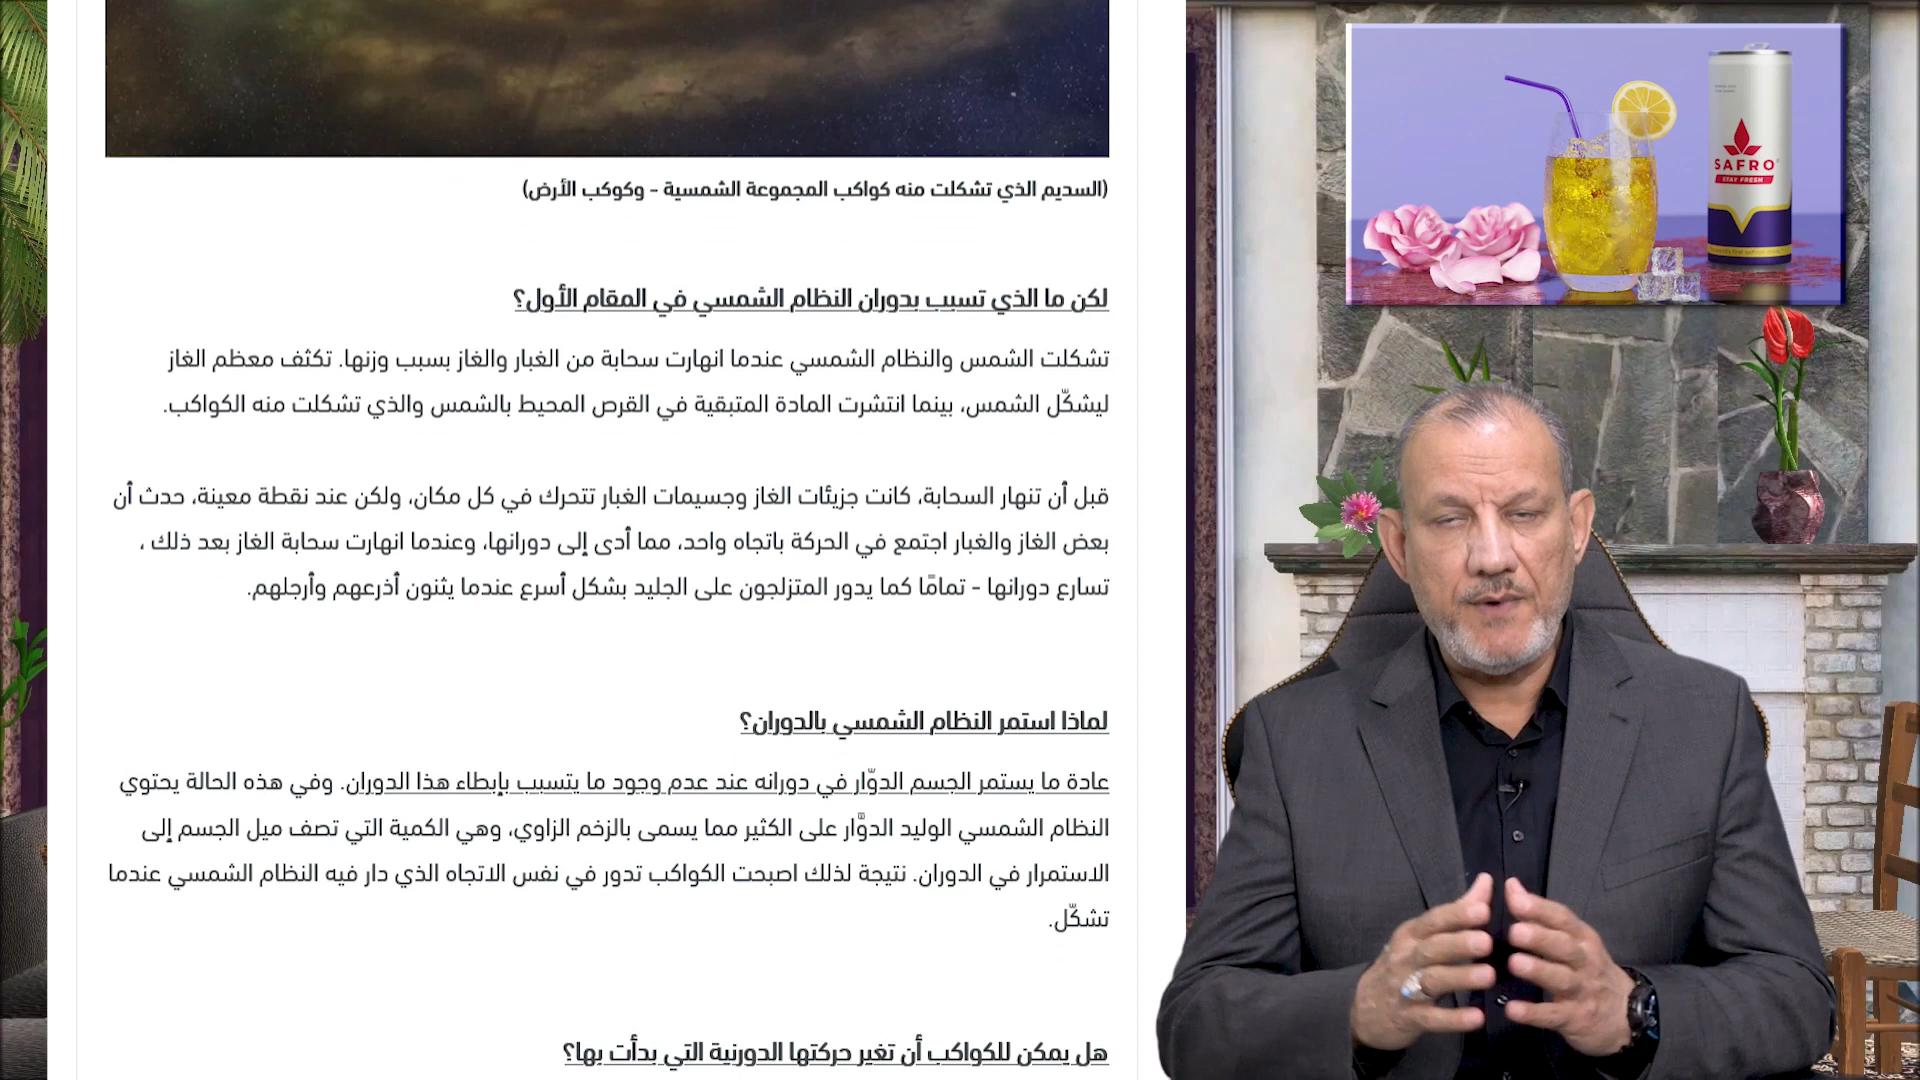 (السديم الذي تشكلت منه كواكب المجموعة الشمسية - وكوكب الأرض)
لكن ما الذي تسبب بدوران النظام الشمسي في المقام الأول؟
تشكلت الشمس والنظام الشمسي عندما انهارت سحابة من الغبار والغاز بسبب وزنها. تكثف معظم الغاز
ليشكّل الشمس، بينما انتشرت المادة المتبقية في القرص المحيط بالشمس والذي تشكلت منه الكواكب.
قبل أن تنهار السحابة، كانت جزيئات الغاز وجسيمات الغبار تتحرك في كل مكان، ولكن عند نقطة معينة، حدث أن
بعض الغاز والغبار اجتمع في الحركة باتجاه واحد، مما أدى إلى دورانها، وعندما انهارت سحابة الغاز بعد ذلك ،
تسارع دورانها - تمامًا كما يدور المتزلجون على الجليد بشكل أسرع عندما يثنون أذرعهم وأرجلهم.
لماذا استمر النظام الشمسي بالدوران؟
عادة ما يستمر الجسم الدوّار في دورانه عند عدم وجود ما يتسبب بإبطاء هذا الدوران. وفي هذه الحالة يحتوي
النظام الشمسي الوليد الدوّار على الكثير مما يسمى بالزخم الزاوي، وهي الكمية التي تصف ميل الجسم إلى
الاستمرار في الدوران. نتيجة لذلك اصبحت الكواكب تدور في نفس الاتجاه الذي دار فيه النظام الشمسي عندما
تشكّل.
هل يمكن للكواكب أن تغير حركتها الدورنية التي بدأت بها؟
SAFRO
STAY FRESH